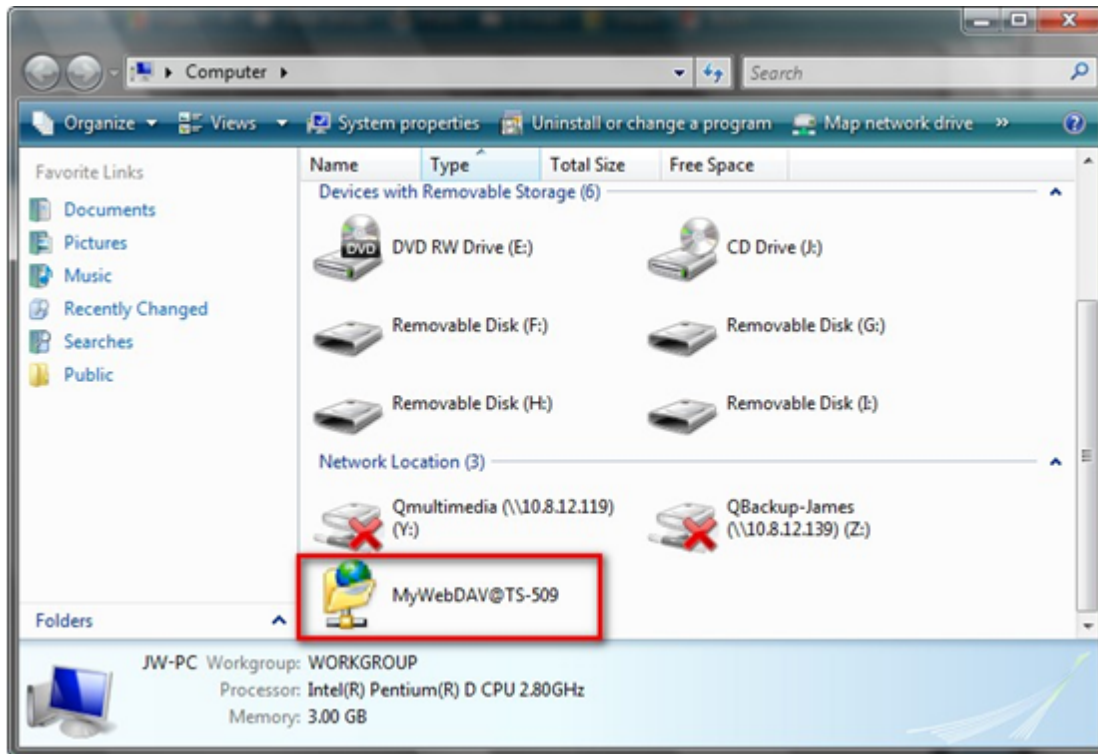 Computer
Search
Organize Views System properties Uninstall or change a program Map network drive »
Favorite Links
Documents
Pictures
Music
Recently Changed
Searches
Public
Folders
Name Type Total Size Free Space
Devices with Removable Storage (6)
DVD
DVD RW Drive (E:)
CD Drive (J:)
Removable Disk (F:)
Removable Disk (G:)
Removable Disk (H:)
Removable Disk (I:)
Network Location (3)
Qmultimedia (\\10.8.12.119)
(Y:)
QBackup-James
(\\10.8.12.139) (Z:)
MyWebDAV@TS-509
JW-PC Workgroup: WORKGROUP
Processor: Intel(R) Pentium(R) D CPU 2.80GHz
Memory: 3.00 GB